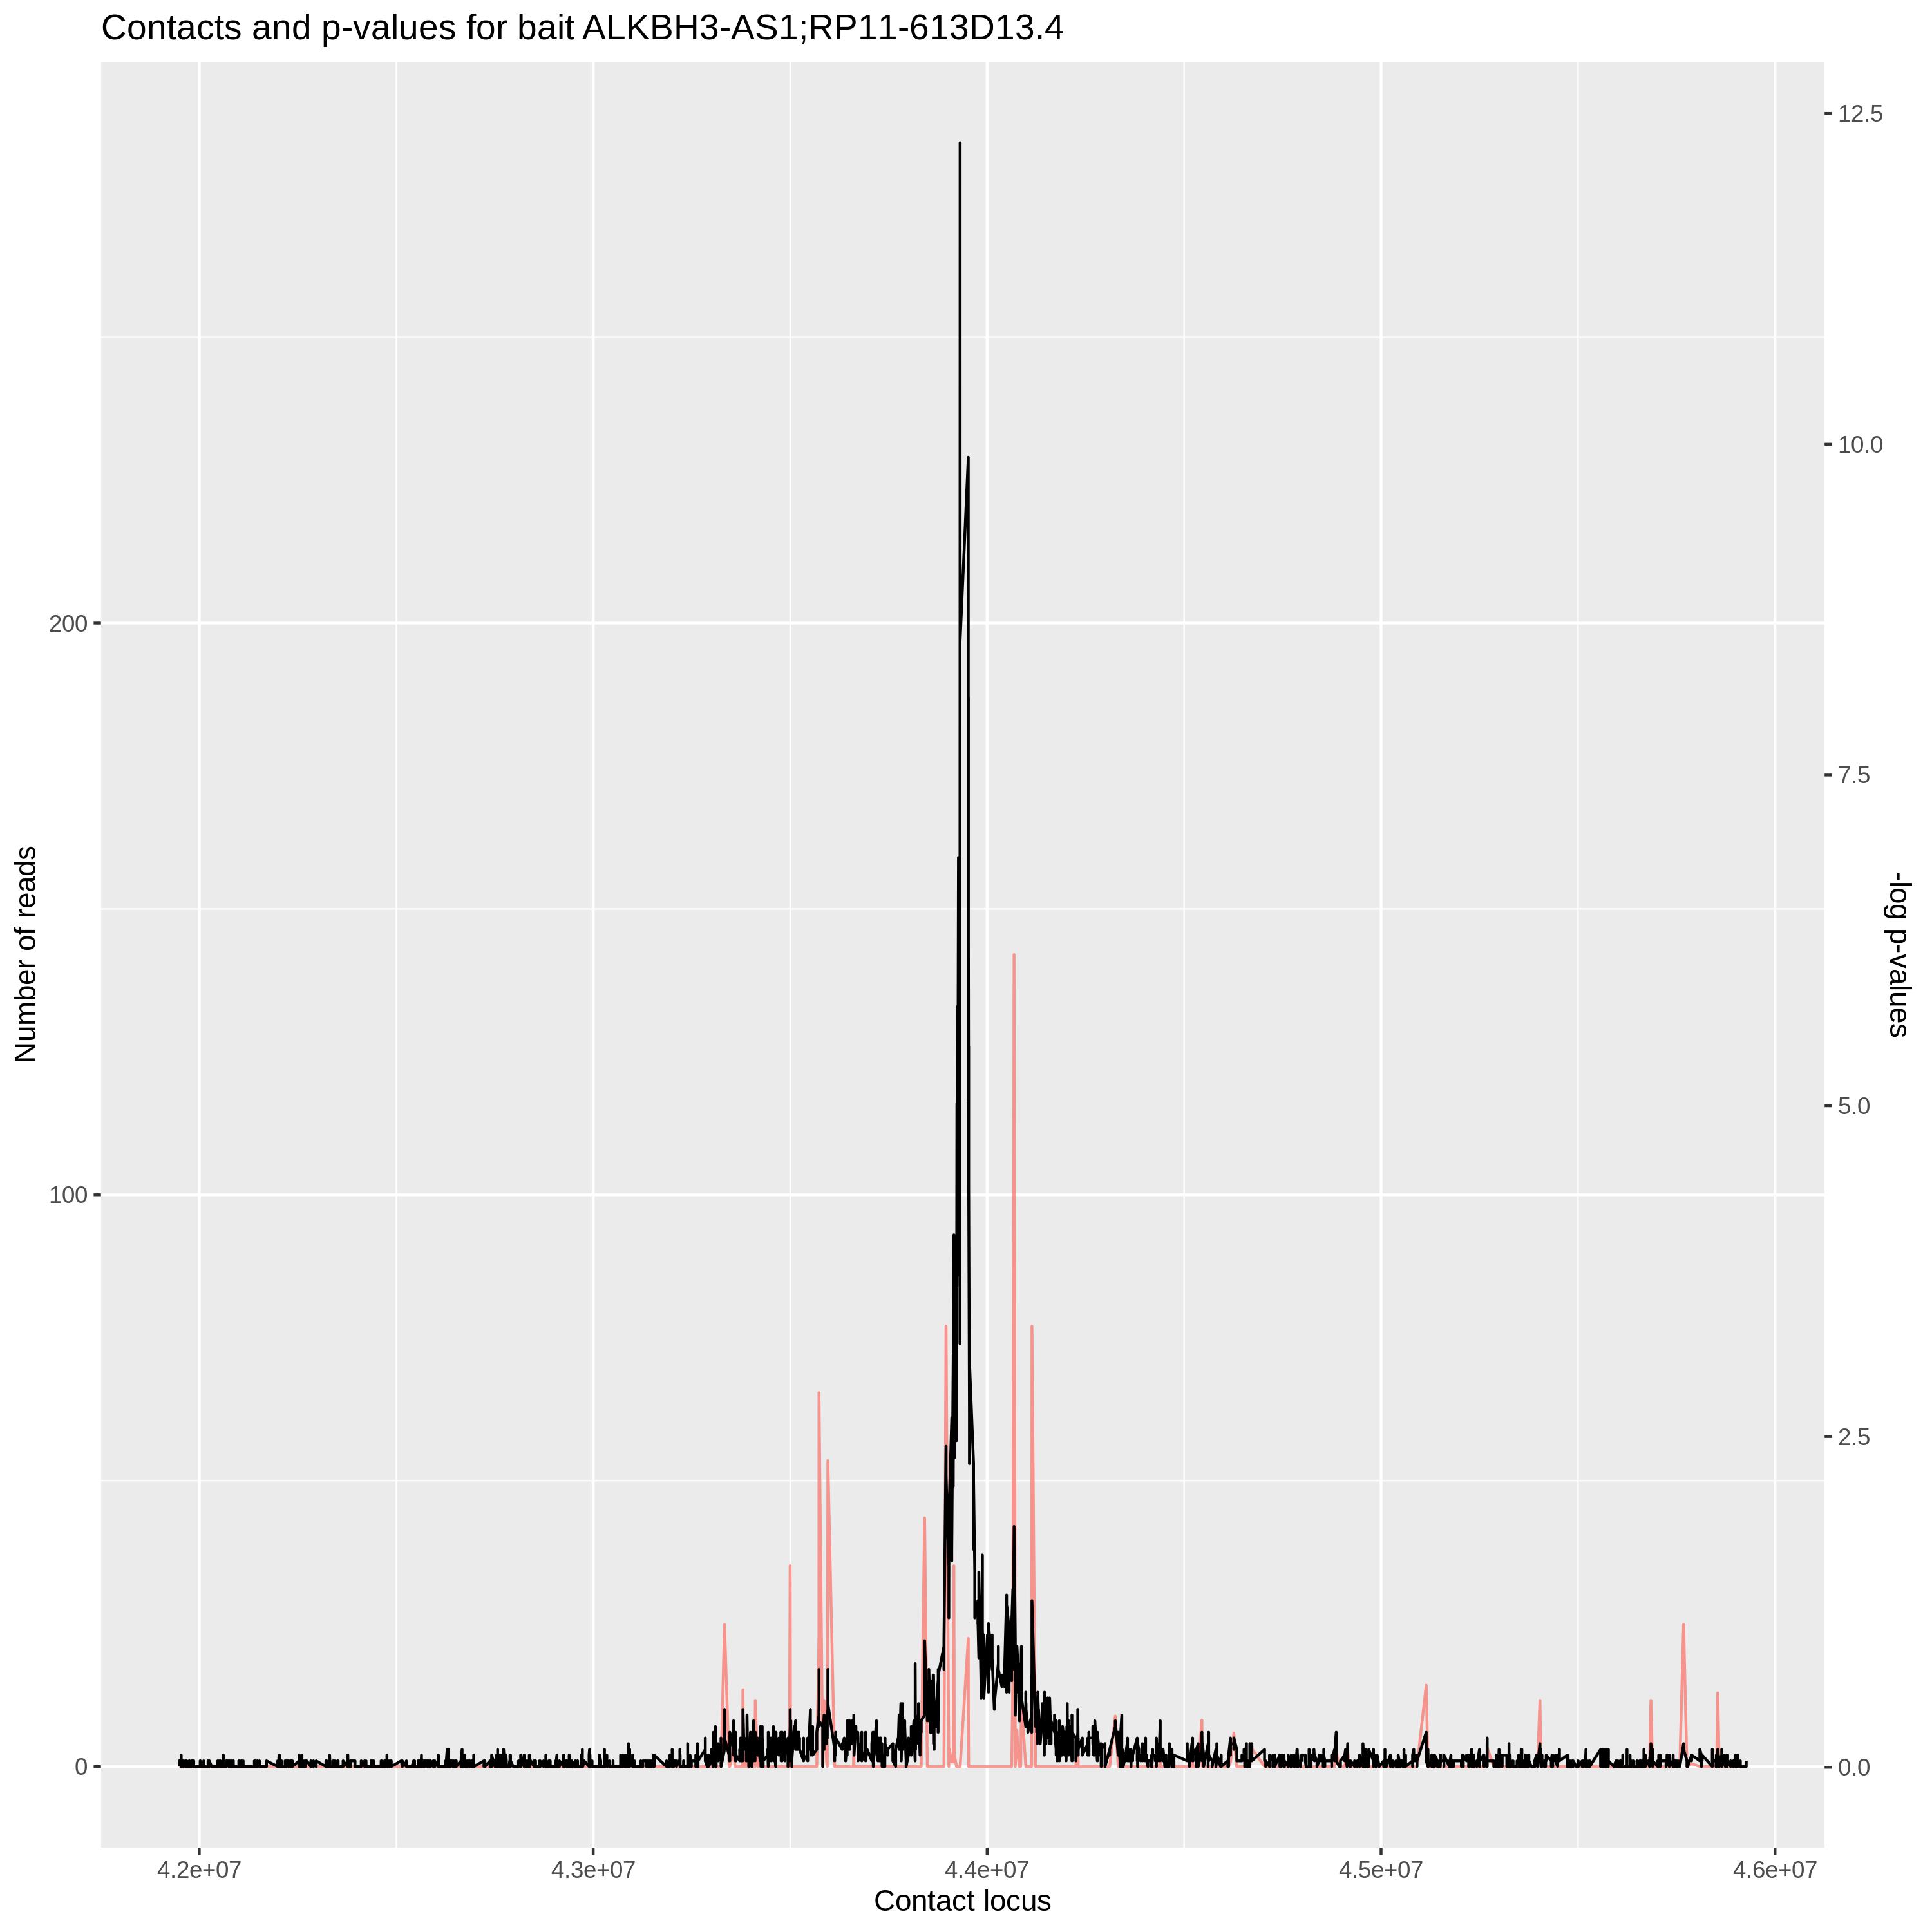 Contacts and p-values for bait ALKBH3-AS1;RP11-613D13.4
Number of reads
200
100
0
12.5
10.0
7.5
5.0
2.5
0.0
-log p-values
4.2e+07
4.3e+07
4.4e+07
4.5e+07
4.6e+07
Contact locus